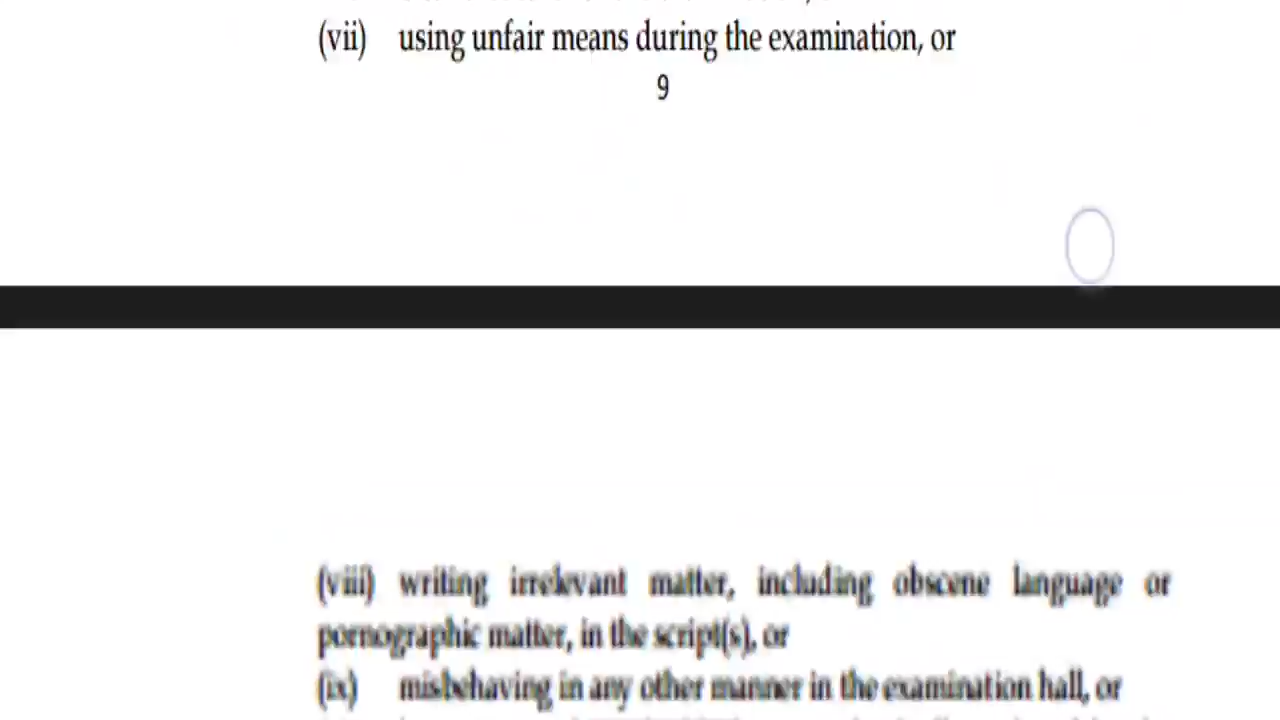 (vii) using unfair means during the examination, or
9
(viii) writing irrelevant matter, including obscene language or
pornographic matter, in the script(s), or
(ix) misbehaving in any other manner in the examination hall, or